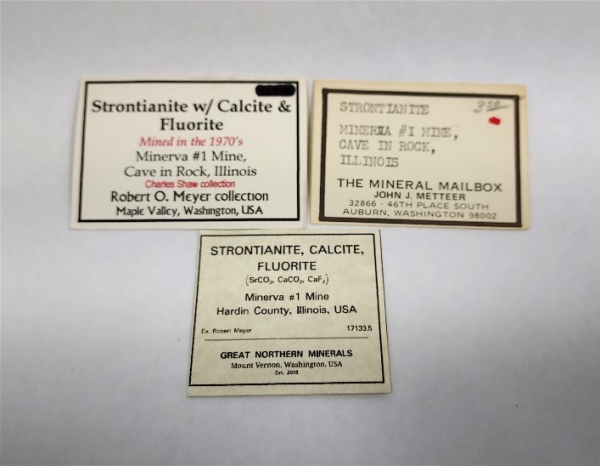 Strontianite w/ Calcite &
Fluorite
Mined in the 1970's
Minerva #1 Mine,
Cave in Rock, Illinois
Charles Shaw collection
Robert O. Meyer collection
Maple Valley, Washington, USA
STRONTIANITE
MINERVA #1 MINE,
CAVE IN ROCK,
ILLINOIS
THE MINERAL MAILBOX
JOHN J. METTEER
32866 - 46TH PLACE SOUTH
AUBURN, WASHINGTON 98002
STRONTIANITE, CALCITE,
FLUORITE
(SrCO₃, CaCO₃, CaF₂)
Minerva #1 Mine
Hardin County, Illinois, USA
Ex. Robert Meyer 17133.5
GREAT NORTHERN MINERALS
Mount Vernon, Washington, USA